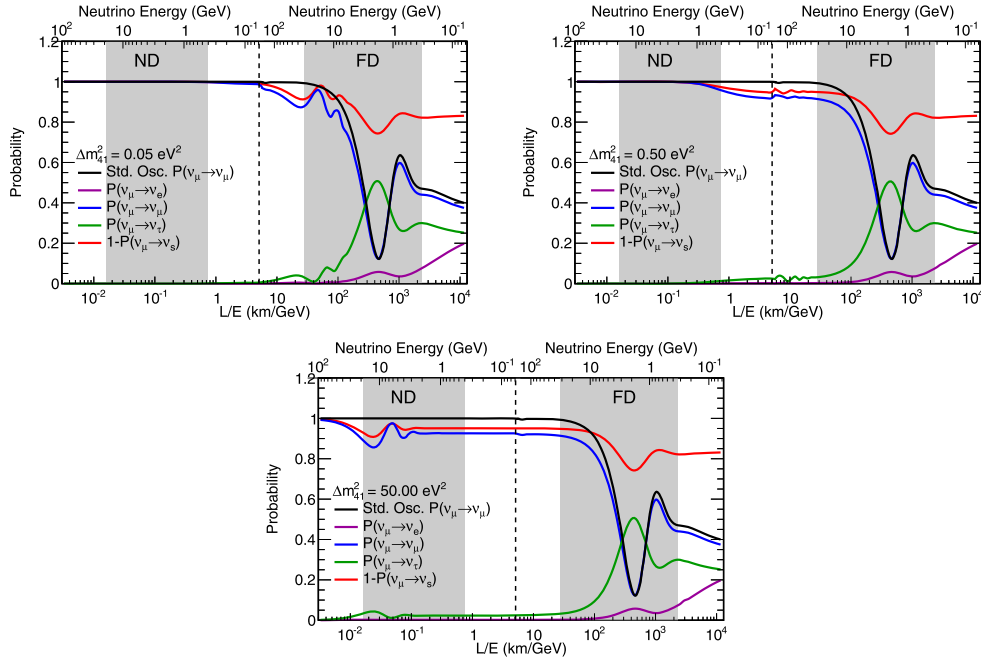 Neutrino Energy (GeV) Neutrino Energy (GeV)
10² 10 1 10⁻¹ 10² 10 1 10⁻¹
ND FD
1.2
1
0.8
0.6
0.4
0.2
0
Probability
Δm²₄₁ = 0.05 eV²
Std. Osc. P(νμ→νμ)
P(νμ→νe)
P(νμ→νμ)
P(νμ→ντ)
1-P(νμ→νs)
10⁻² 10⁻¹ 1 10 10² 10³ 10⁴
L/E (km/GeV)
Neutrino Energy (GeV) Neutrino Energy (GeV)
10² 10 1 10⁻¹ 10² 10 1 10⁻¹
ND FD
1.2
1
0.8
0.6
0.4
0.2
0
Probability
Δm²₄₁ = 0.50 eV²
Std. Osc. P(νμ→νμ)
P(νμ→νe)
P(νμ→νμ)
P(νμ→ντ)
1-P(νμ→νs)
10⁻² 10⁻¹ 1 10 10² 10³ 10⁴
L/E (km/GeV)
Neutrino Energy (GeV) Neutrino Energy (GeV)
10² 10 1 10⁻¹ 10² 10 1 10⁻¹
ND FD
1.2
1
0.8
0.6
0.4
0.2
0
Probability
Δm²₄₁ = 50.00 eV²
Std. Osc. P(νμ→νμ)
P(νμ→νe)
P(νμ→νμ)
P(νμ→ντ)
1-P(νμ→νs)
10⁻² 10⁻¹ 1 10 10² 10³ 10⁴
L/E (km/GeV)